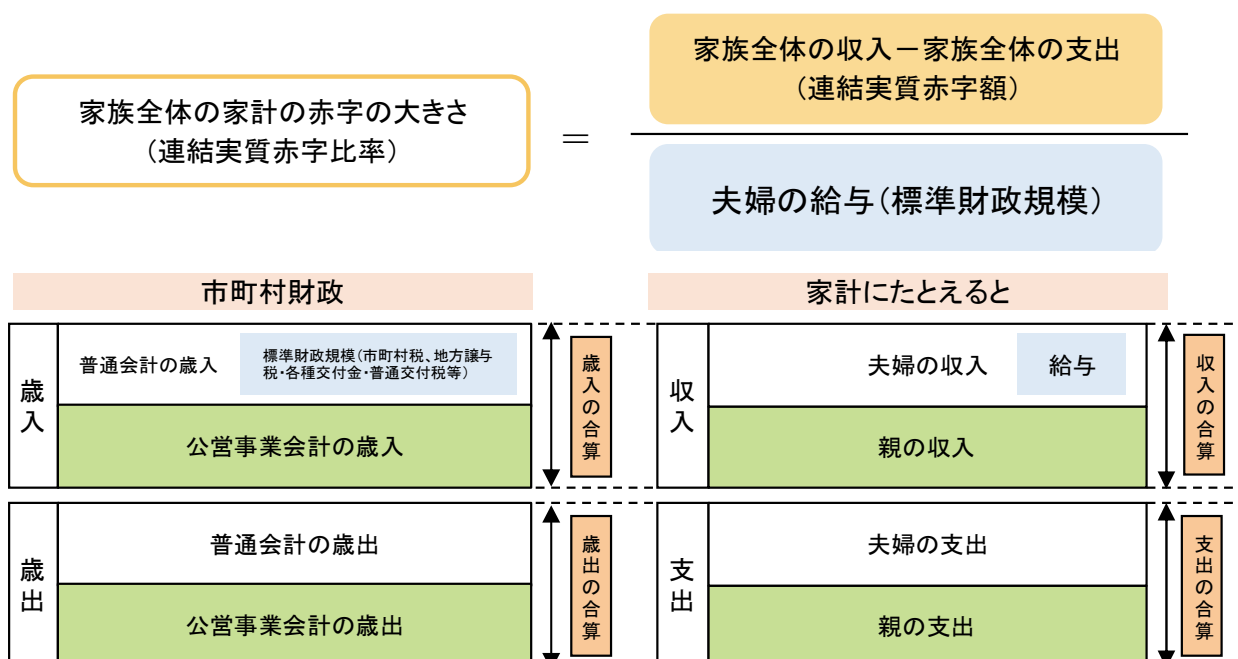 家族全体の家計の赤字の大きさ
（連結実質赤字比率）
＝
家族全体の収入－家族全体の支出
（連結実質赤字額）
夫婦の給与（標準財政規模）
市町村財政
歳入
普通会計の歳入
標準財政規模（市町村税、地方譲与
税・各種交付金・普通交付税等）
公営事業会計の歳入
歳入の合算
歳出
普通会計の歳出
公営事業会計の歳出
歳出の合算
家計にたとえると
収入
夫婦の収入
給与
親の収入
収入の合算
支出
夫婦の支出
親の支出
支出の合算